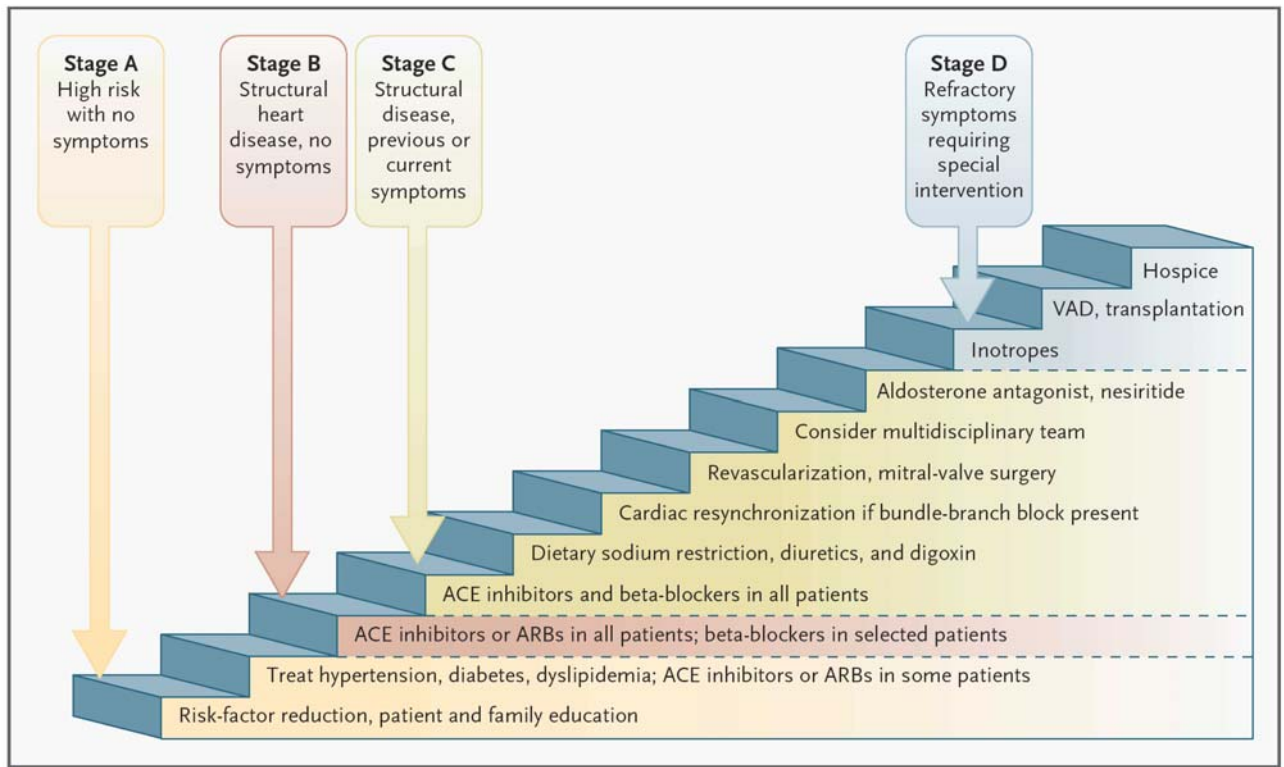 Stage A
High risk
with no
symptoms
Stage B
Structural
heart
disease, no
symptoms
Stage C
Structural
disease,
previous or
current
symptoms
Stage D
Refractory
symptoms
requiring
special
intervention
Hospice
VAD, transplantation
Inotropes
Aldosterone antagonist, nesiritide
Consider multidisciplinary team
Revascularization, mitral-valve surgery
Cardiac resynchronization if bundle-branch block present
Dietary sodium restriction, diuretics, and digoxin
ACE inhibitors and beta-blockers in all patients
ACE inhibitors or ARBs in all patients; beta-blockers in selected patients
Treat hypertension, diabetes, dyslipidemia; ACE inhibitors or ARBs in some patients
Risk-factor reduction, patient and family education